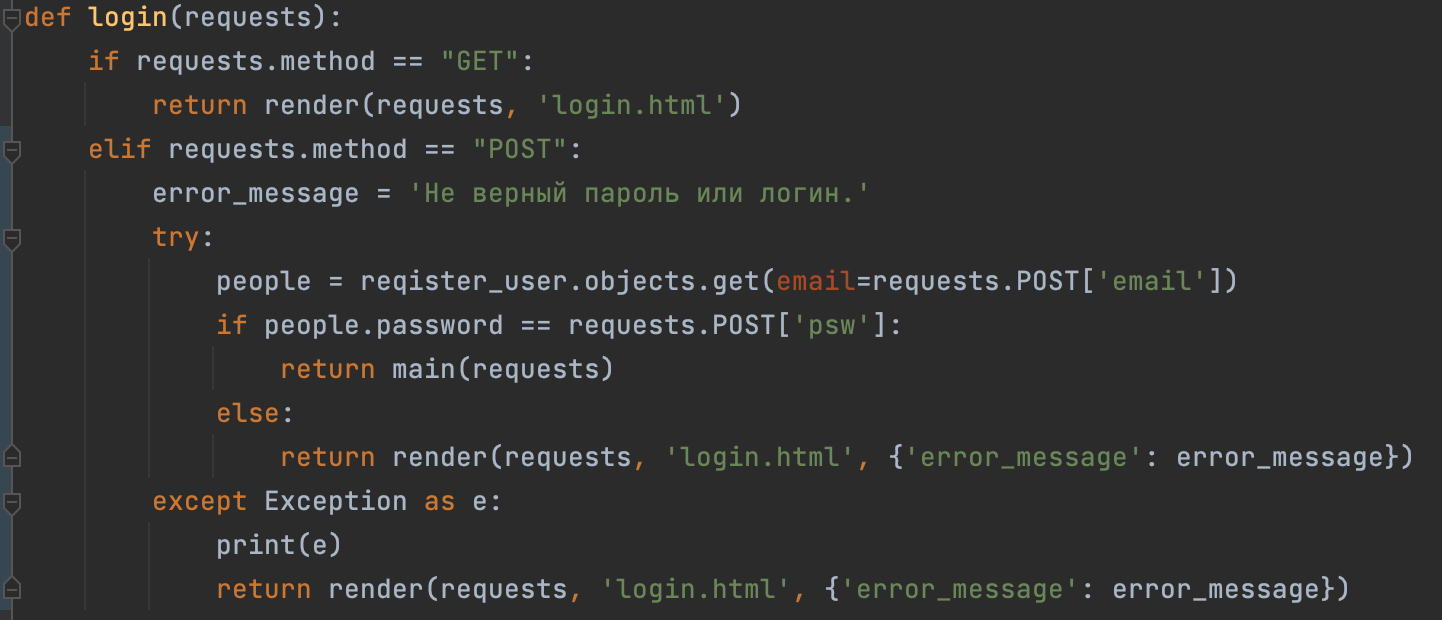 def login(requests):
    if requests.method == "GET":
        return render(requests, 'login.html')
    elif requests.method == "POST":
        error_message = 'Не верный пароль или логин.'
        try:
            people = reqister_user.objects.get(email=requests.POST['email'])
            if people.password == requests.POST['psw']:
                return main(requests)
            else:
                return render(requests, 'login.html', {'error_message': error_message})
        except Exception as e:
            print(e)
            return render(requests, 'login.html', {'error_message': error_message})